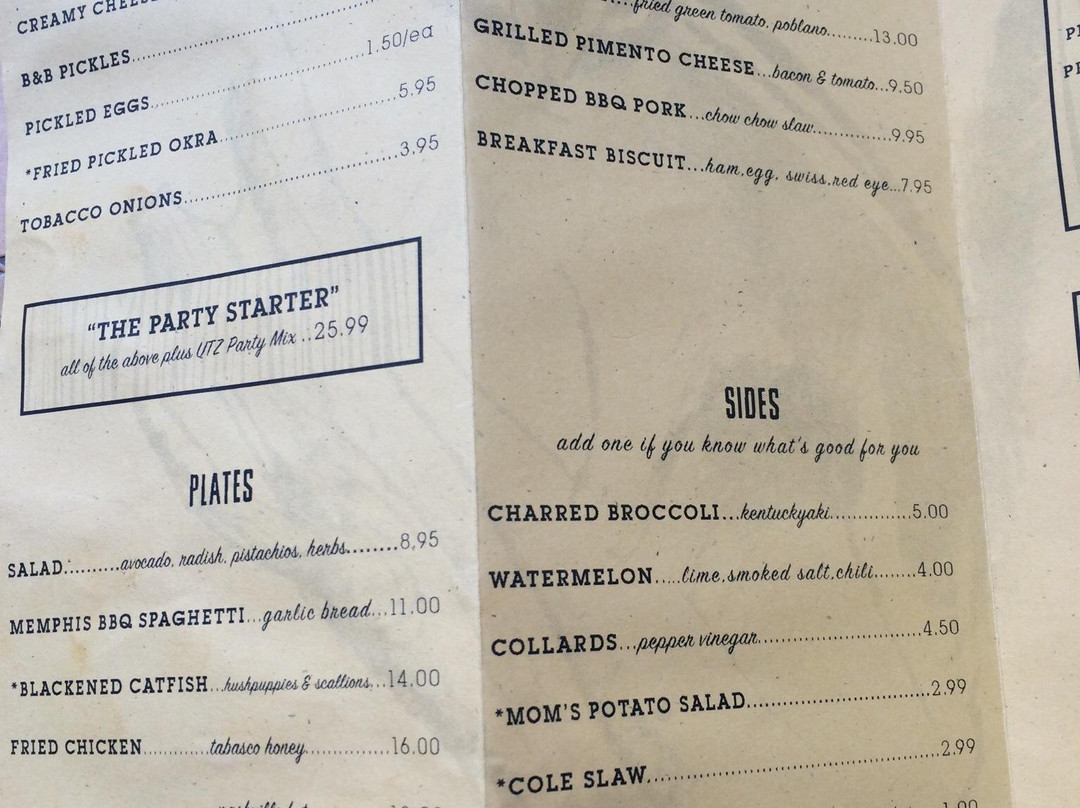 CREAMY CHEESE
B&B PICKLES
PICKLED EGGS...1.50/ea
*FRIED PICKLED OKRA...5.95
TOBACCO ONIONS...3.95
"THE PARTY STARTER"
all of the above plus UTZ Party Mix ..25.99
PLATES
SALAD...avocado, radish, pistachios, herbs...8.95
MEMPHIS BBQ SPAGHETTI...garlic bread...11.00
*BLACKENED CATFISH...hushpuppies & scallions...14.00
FRIED CHICKEN...tabasco honey...16.00
...fried green tomato, poblano...13.00
GRILLED PIMENTO CHEESE...bacon & tomato...9.50
CHOPPED BBQ PORK...chow chow slaw...9.95
BREAKFAST BISCUIT...ham, egg, swiss, red eye...7.95
SIDES
add one if you know what's good for you
CHARRED BROCCOLI...kentuckyaki...5.00
WATERMELON...lime, smoked salt, chili...4.00
COLLARDS...pepper vinegar...4.50
*MOM'S POTATO SALAD...2.99
*COLE SLAW...2.99